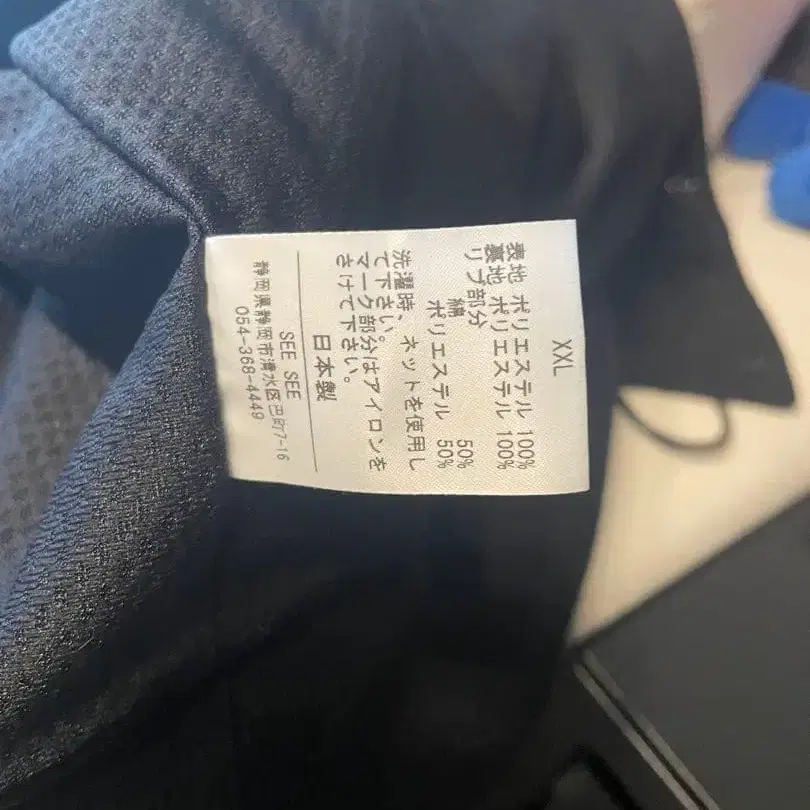 XXL
表地 ポリエステル 100%
裏地 ポリエステル 100%
リブ部分
綿 50%
ポリエステル 50%
洗濯時、ネットを使用し
て下さい。
マーク部分はアイロンを
さけて下さい。
日本製
SEE SEE
静岡県静岡市清水区巴町7-16
054-368-4449